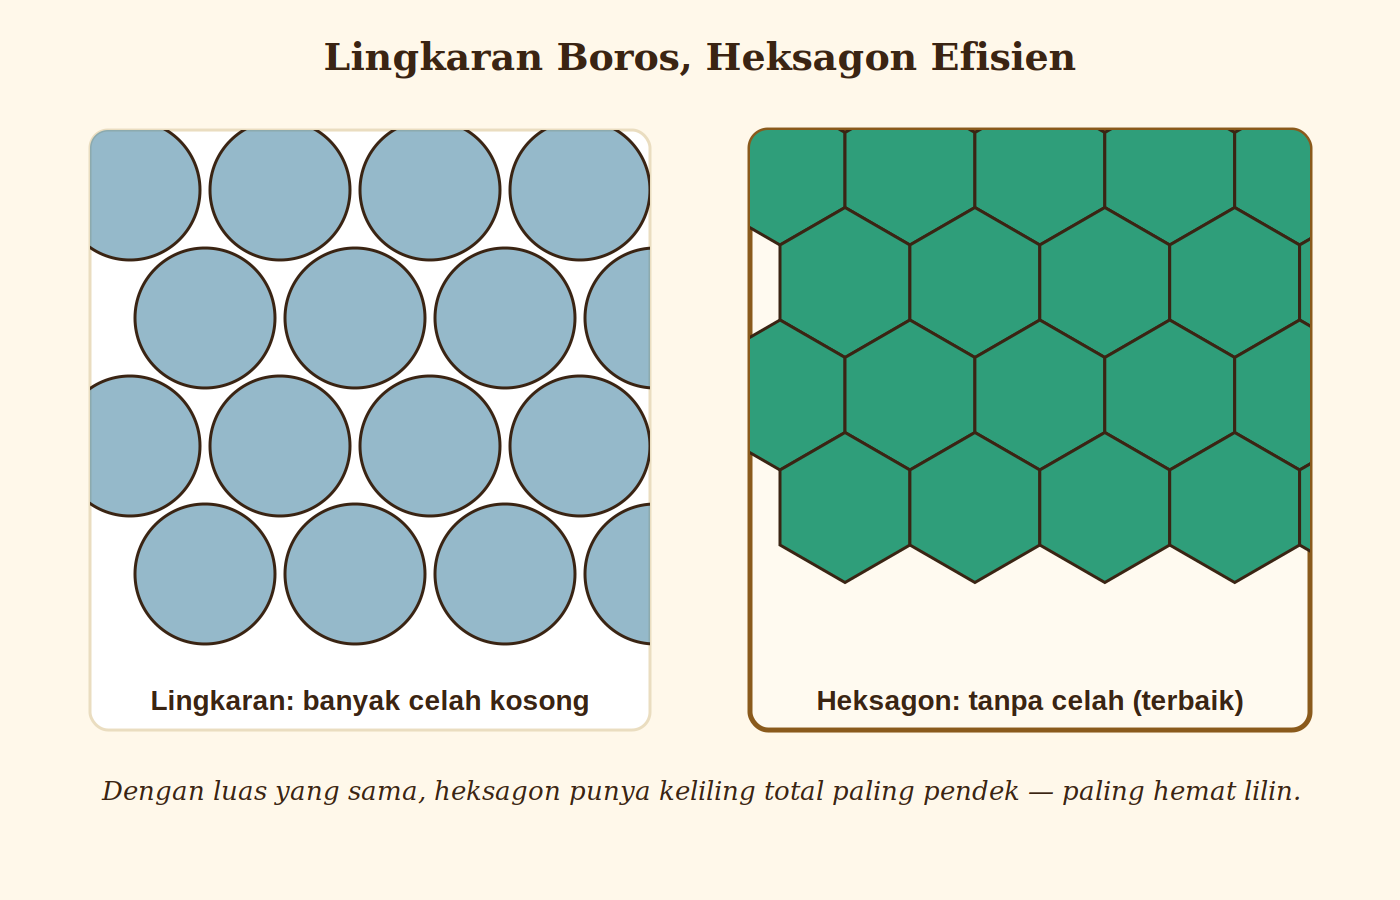 Lingkaran Boros, Heksagon Efisien
Lingkaran: banyak celah kosong
Heksagon: tanpa celah (terbaik)
Dengan luas yang sama, heksagon punya keliling total paling pendek — paling hemat lilin.